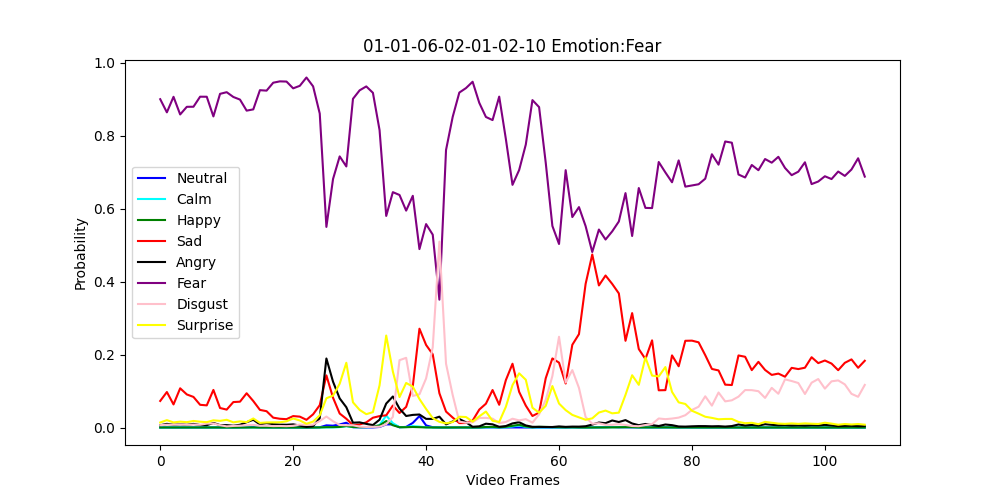 01-01-06-02-01-02-10 Emotion:Fear
1.0
0.8
0.6
0.4
0.2
0.0
Probability
Neutral
Calm
Happy
Sad
Angry
Fear
Disgust
Surprise
0 20 40 60 80 100
Video Frames